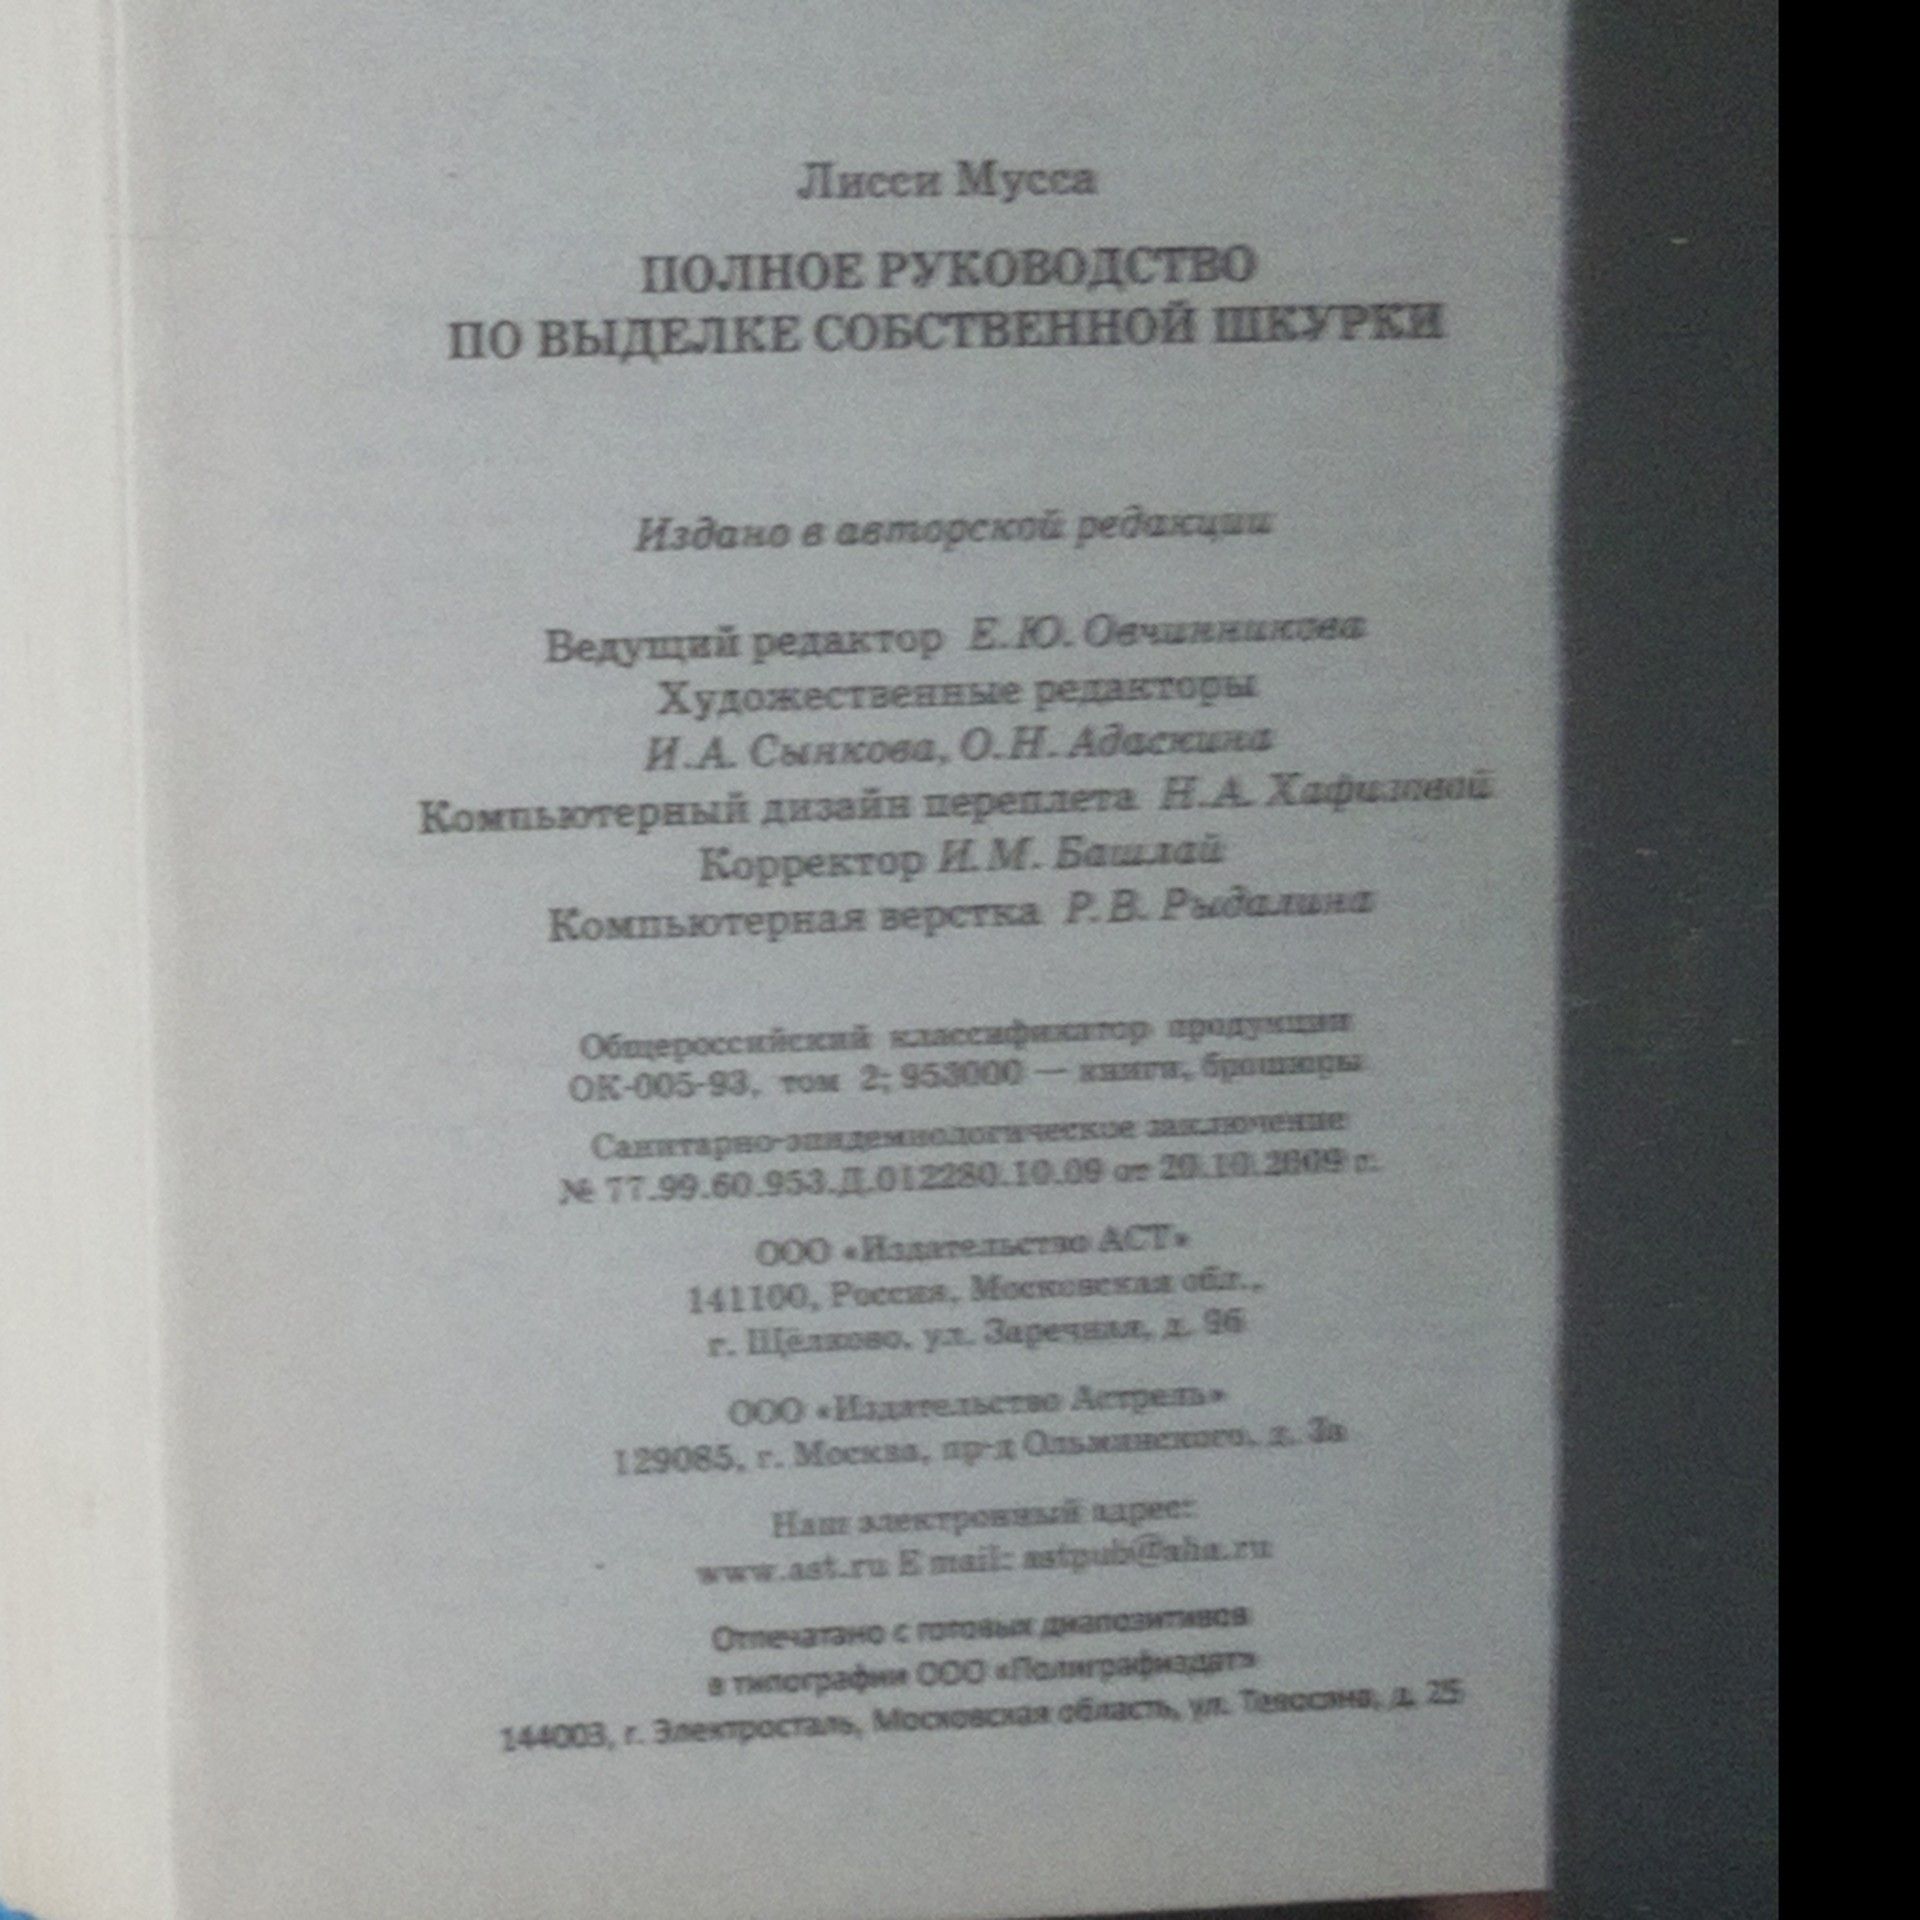 Лисси Мусса
ПОЛНОЕ РУКОВОДСТВО
ПО ВЫДЕЛКЕ СОБСТВЕННОЙ ШКУРКИ
Издано в авторской редакции
Ведущий редактор Е.Ю. Овчинникова
Художественные редакторы
И.А. Сынкова, О.Н. Адаскина
Компьютерный дизайн переплета Н.А. Хафизовой
Корректор И.М. Башлай
Компьютерная верстка Р.В. Рыдалина
Общероссийский классификатор продукции
ОК-005-93, том 2; 953000 — книги, брошюры
Санитарно-эпидемиологическое заключение
№ 77.99.60.953.Д.012280.10.09 от 20.10.2009 г.
ООО «Издательство АСТ»
141100, Россия, Московская обл.,
г. Щёлково, ул. Заречная, д. 96
ООО «Издательство Астрель»
129085, г. Москва, пр-д Ольминского, д. 3а
Наш электронный адрес:
www.ast.ru E mail: astpub@aha.ru
Отпечатано с готовых диапозитивов
в типографии ООО «Полиграфиздат»
144003, г. Электросталь, Московская область, ул. Тевосяна, д. 25